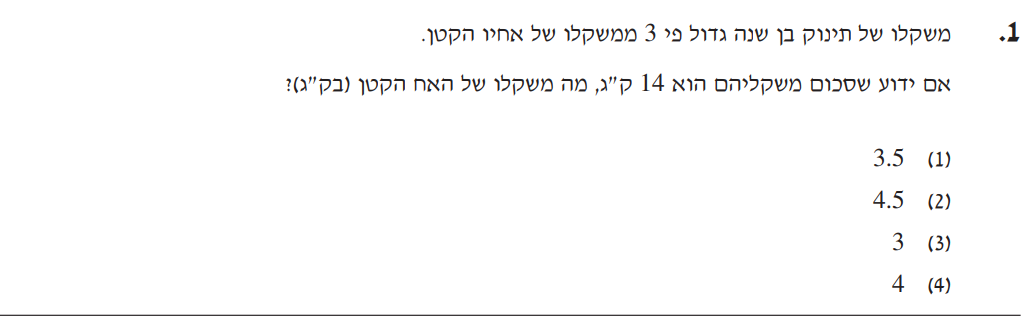 1. משקלו של תינוק בן שנה גדול פי 3 ממשקלו של אחיו הקטן.
אם ידוע שסכום משקליהם הוא 14 ק"ג, מה משקלו של האח הקטן (בק"ג)?
(1) 3.5
(2) 4.5
(3) 3
(4) 4